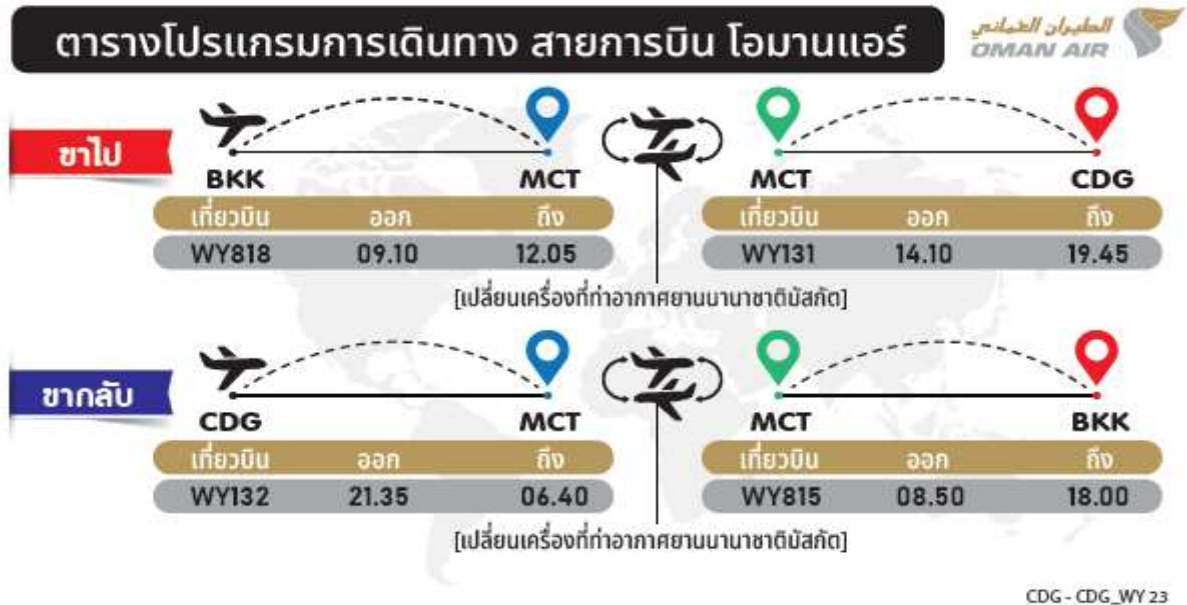 ตารางโปรแกรมการเดินทาง สายการบิน โอมานแอร์
الطيران العماني
OMAN AIR
ขาไป
BKK MCT MCT CDG
เที่ยวบิน ออก ถึง เที่ยวบิน ออก ถึง
WY818 09.10 12.05 WY131 14.10 19.45
[เปลี่ยนเครื่องที่ท่าอากาศยานนานาชาติมัสกัต]
ขากลับ
CDG MCT MCT BKK
เที่ยวบิน ออก ถึง เที่ยวบิน ออก ถึง
WY132 21.35 06.40 WY815 08.50 18.00
[เปลี่ยนเครื่องที่ท่าอากาศยานนานาชาติมัสกัต]
CDG - CDG_WY 23